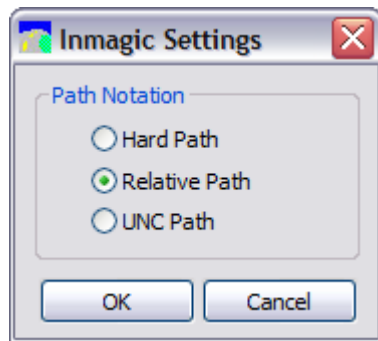 Inmagic Settings
Path Notation
Hard Path
Relative Path
UNC Path
OK Cancel